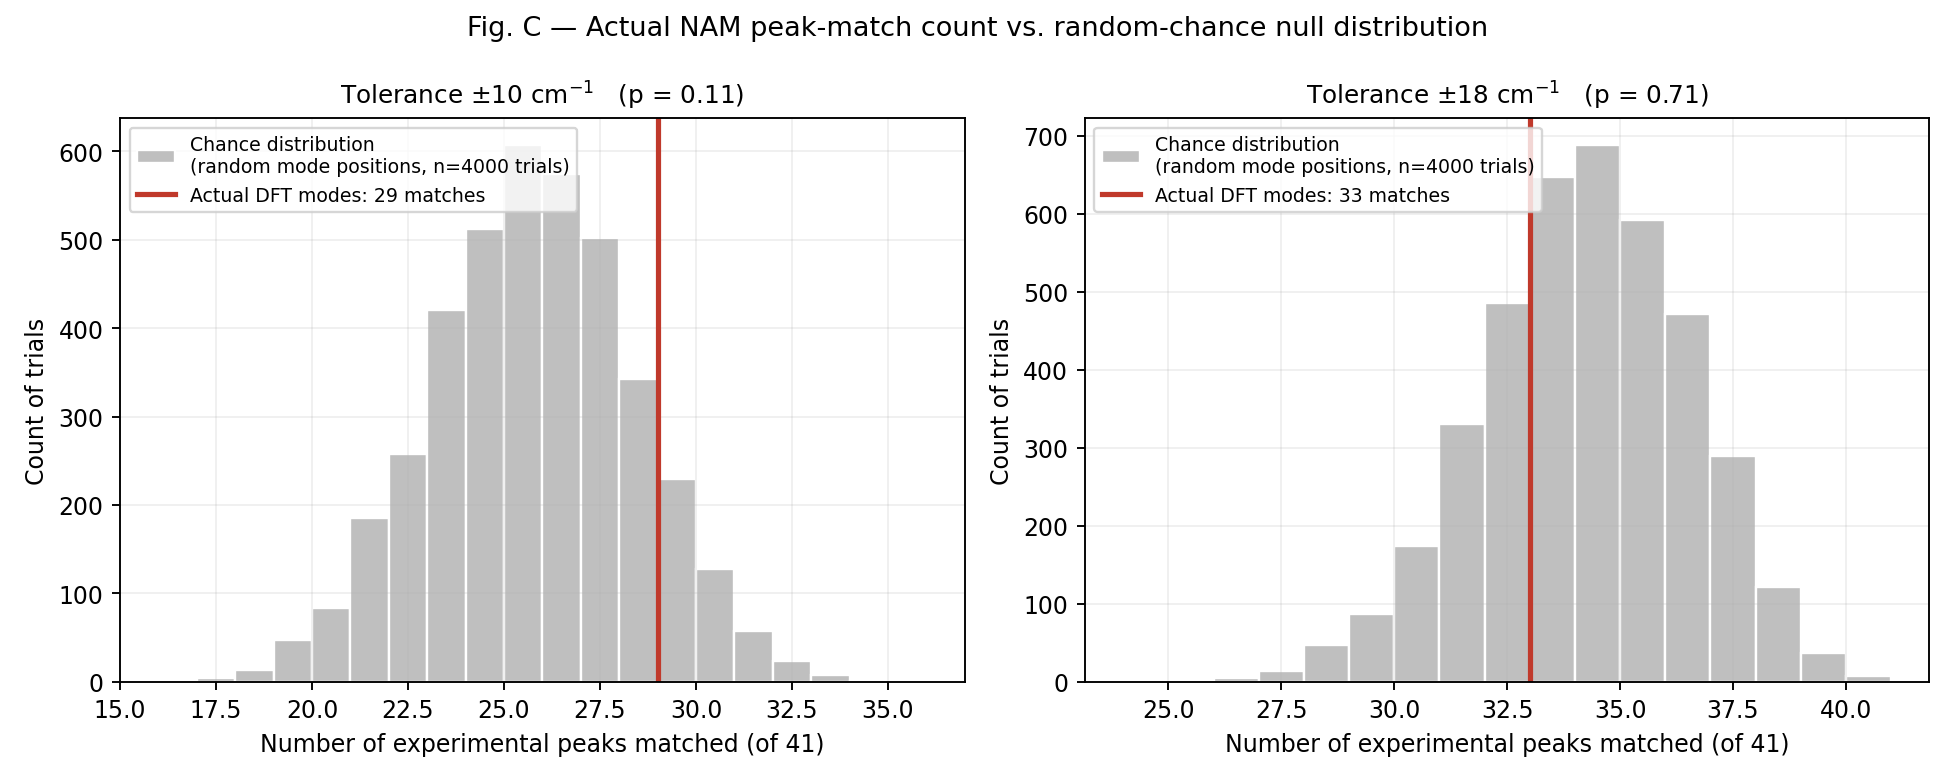 Fig. C — Actual NAM peak-match count vs. random-chance null distribution
Tolerance ±10 cm⁻¹ (p = 0.11)
Chance distribution
(random mode positions, n=4000 trials)
Actual DFT modes: 29 matches
Count of trials
600
500
400
300
200
100
0
15.0 17.5 20.0 22.5 25.0 27.5 30.0 32.5 35.0
Number of experimental peaks matched (of 41)
Tolerance ±18 cm⁻¹ (p = 0.71)
Chance distribution
(random mode positions, n=4000 trials)
Actual DFT modes: 33 matches
Count of trials
700
600
500
400
300
200
100
0
25.0 27.5 30.0 32.5 35.0 37.5 40.0
Number of experimental peaks matched (of 41)